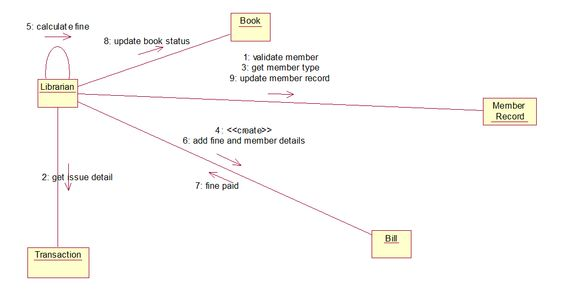 5: calculate fine
Book
8: update book status
1: validate member
3: get member type
9: update member record
Librarian
Member
Record
4: <<create>>
6: add fine and member details
2: get issue detail
7: fine paid
Bill
Transaction